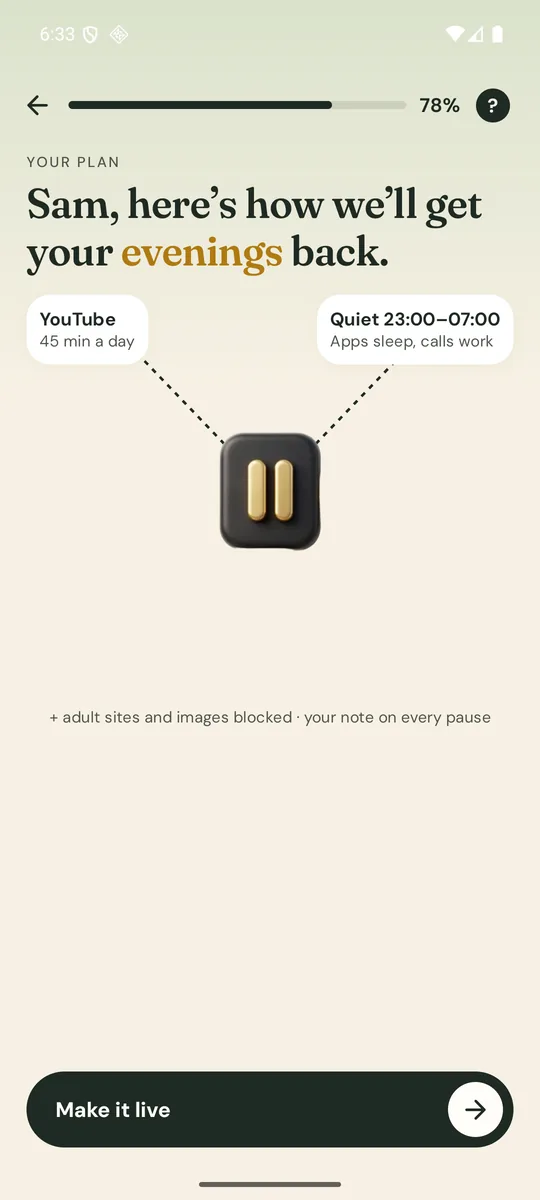 6:33
78%
?
YOUR PLAN
Sam, here’s how we’ll get
your evenings back.
YouTube
45 min a day
Quiet 23:00–07:00
Apps sleep, calls work
+ adult sites and images blocked · your note on every pause
Make it live